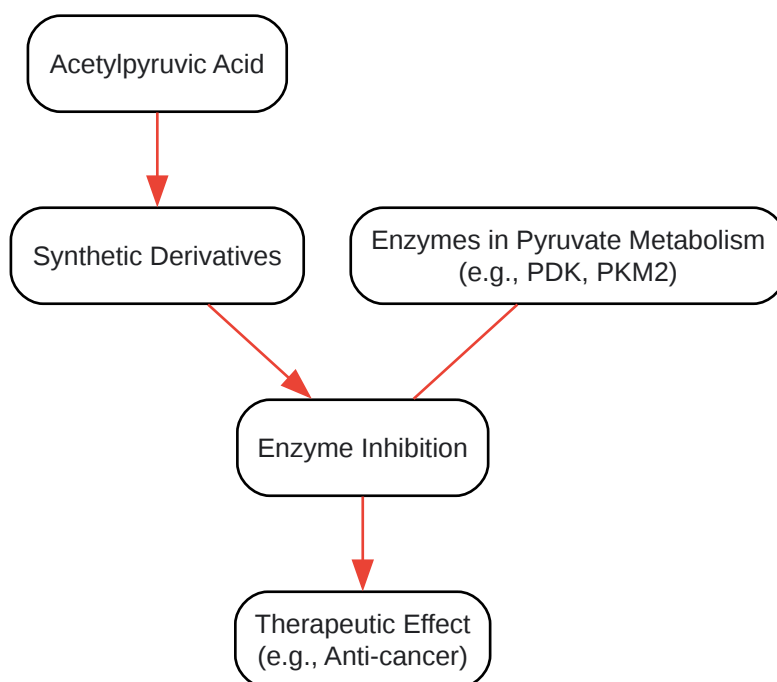 Acetylpyruvic Acid
Synthetic Derivatives
Enzymes in Pyruvate Metabolism
(e.g., PDK, PKM2)
Enzyme Inhibition
Therapeutic Effect
(e.g., Anti-cancer)